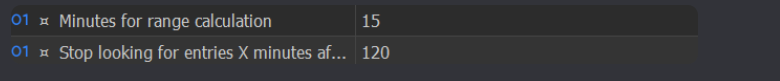 01 ¤ Minutes for range calculation 15
01 ¤ Stop looking for entries X minutes af... 120